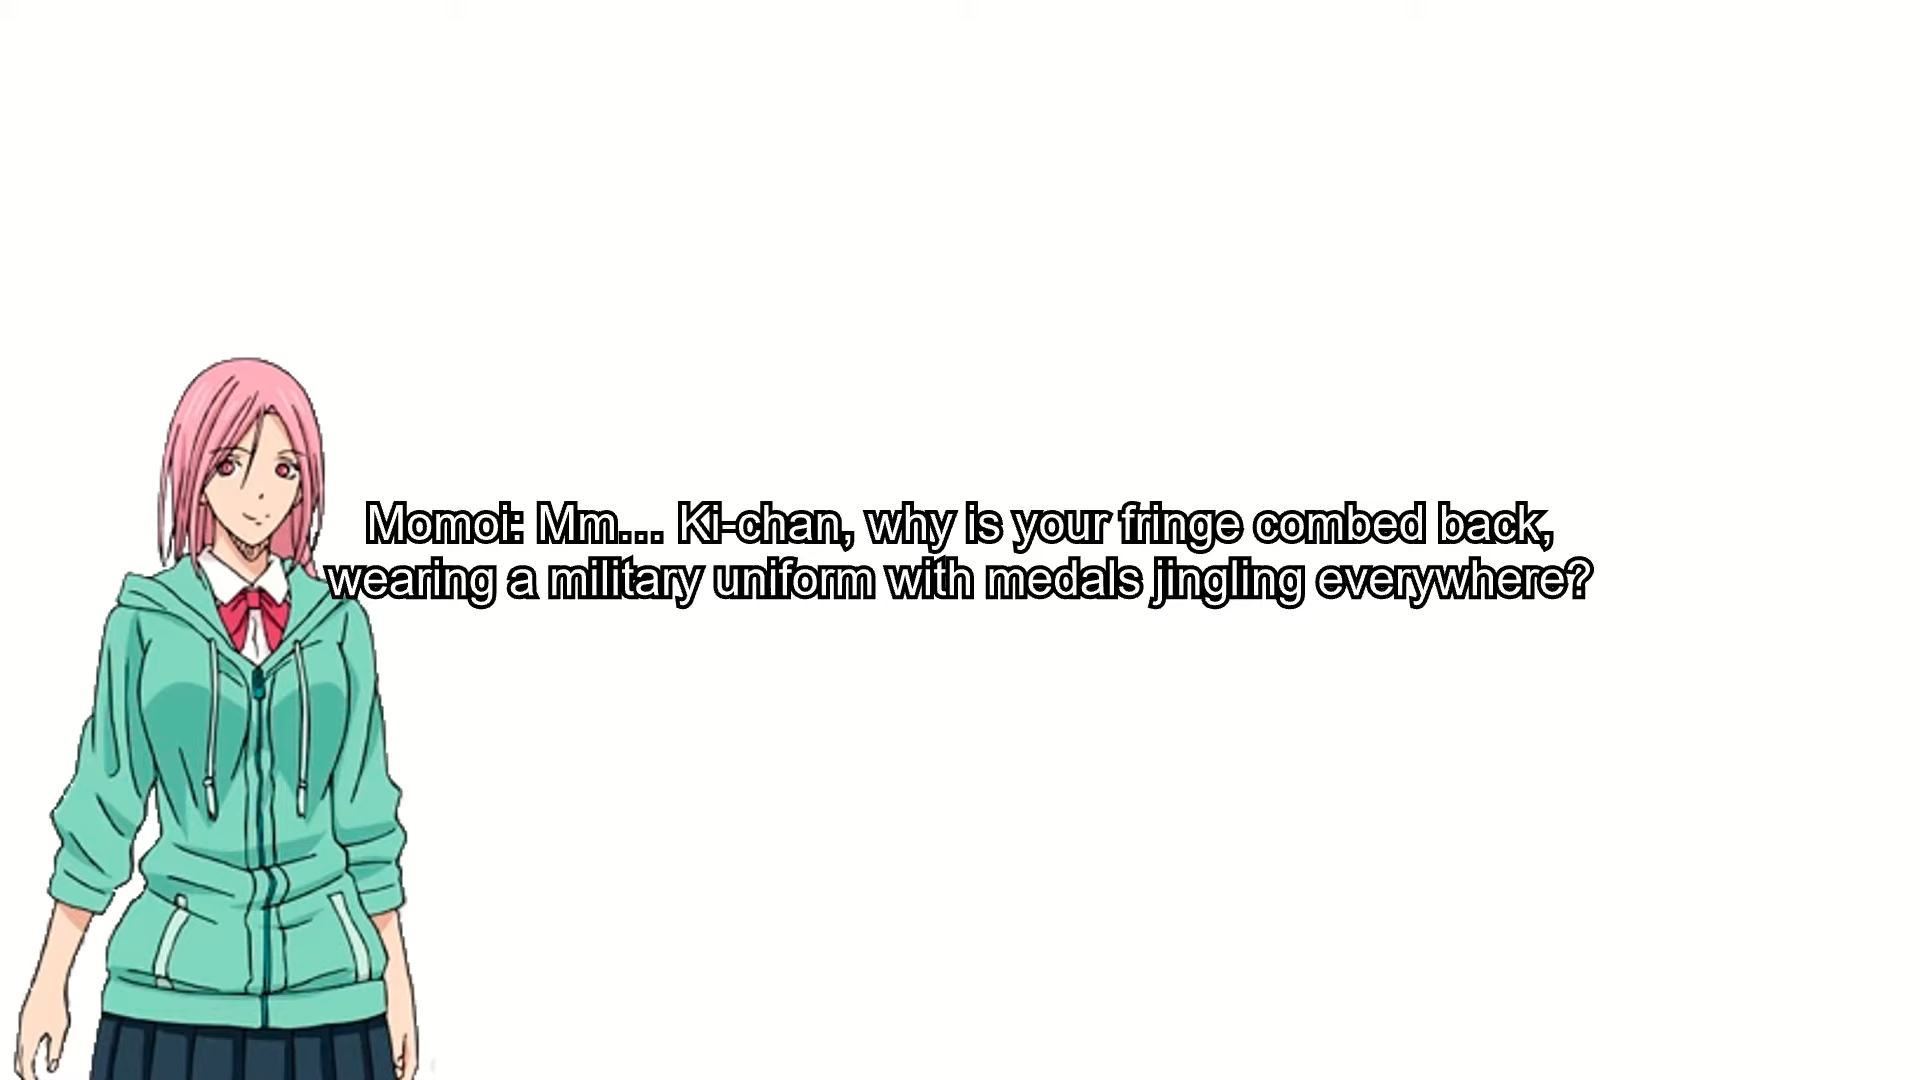 Momoi: Mm... Ki-chan, why is your fringe combed back,
wearing a military uniform with medals jingling everywhere?